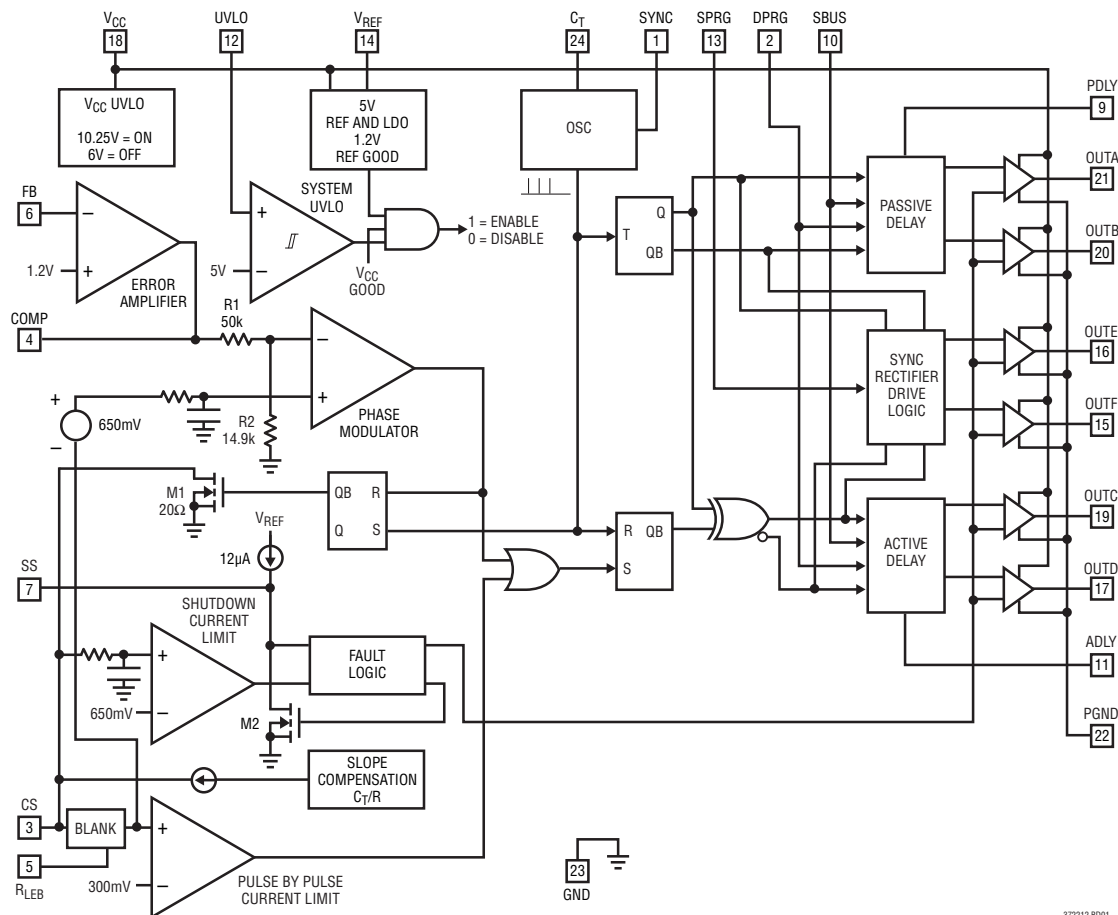 VCC
18
UVLO
12
VREF
14
CT
24
SYNC
1
SPRG
13
DPRG
2
SBUS
10
VCC UVLO
10.25V = ON
6V = OFF
5V
REF AND LDO
1.2V
REF GOOD
OSC
PDLY
9
FB
6
−
+
1.2V
ERROR
AMPLIFIER
SYSTEM
UVLO
+
−
5V
VCC
GOOD
1 = ENABLE
0 = DISABLE
T
Q
QB
PASSIVE
DELAY
OUTA
21
OUTB
20
COMP
4
R1
50k
−
+
PHASE
MODULATOR
R2
14.9k
+
650mV
−
SYNC
RECTIFIER
DRIVE
LOGIC
OUTE
16
OUTF
15
M1
20Ω
QB
R
Q
S
VREF
12µA
R
QB
S
ACTIVE
DELAY
OUTC
19
OUTD
17
SS
7
SHUTDOWN
CURRENT
LIMIT
+
650mV
−
FAULT
LOGIC
M2
ADLY
11
PGND
22
SLOPE
COMPENSATION
CT/R
CS
3
BLANK
+
5
RLEB
300mV
−
PULSE BY PULSE
CURRENT LIMIT
23
GND
372212 BD01